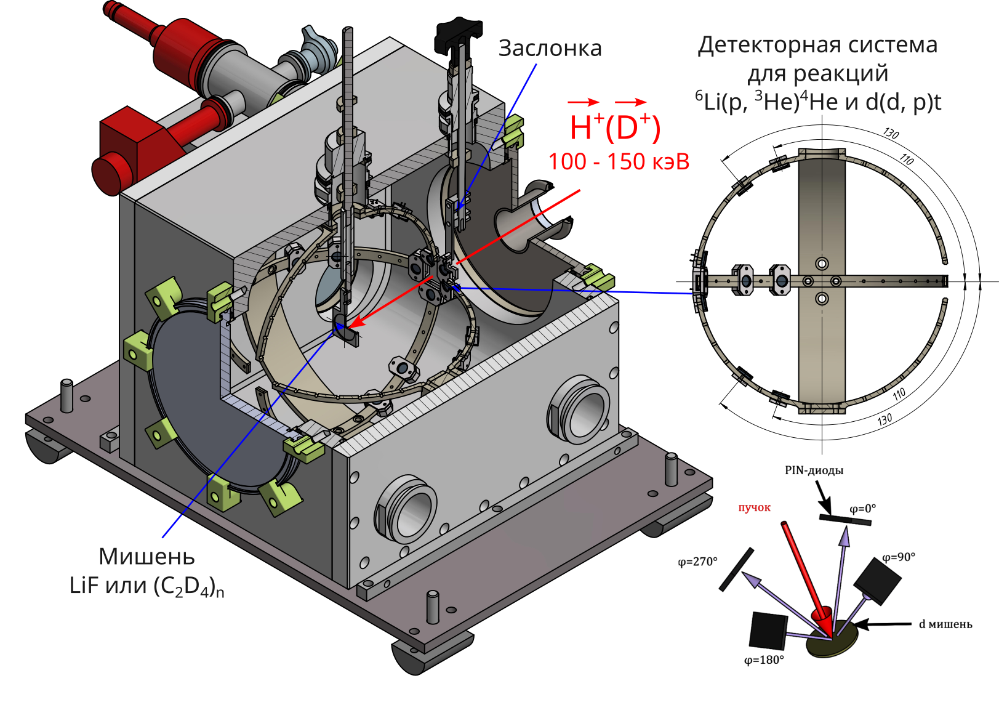 Заслонка
H⁺(D⁺)
100 - 150 кэВ
Детекторная система
для реакций
⁶Li(p, ³He)⁴He и d(d, p)t
130
110
110
130
Мишень
LiF или (C₂D₄)ₙ
PIN-диоды
пучок
φ=0°
φ=270°
φ=90°
d мишень
φ=180°